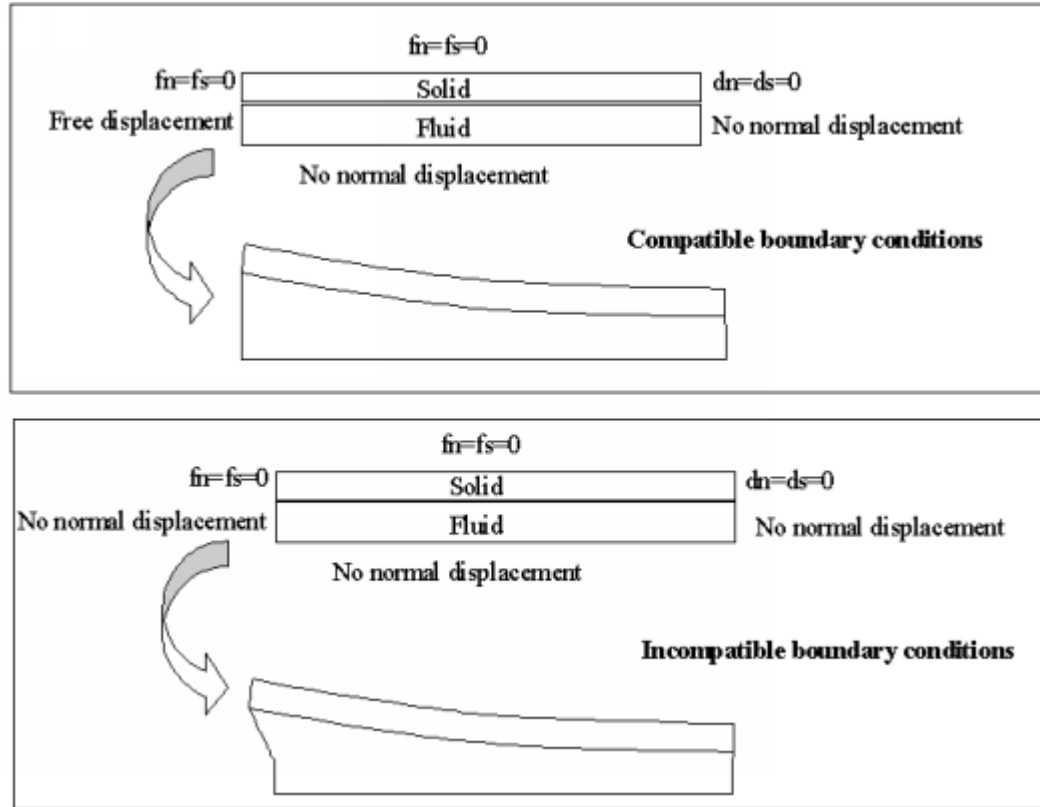 fn=fs=0
fn=fs=0
Solid
dn=ds=0
Free displacement
Fluid
No normal displacement
No normal displacement
Compatible boundary conditions
fn=fs=0
fn=fs=0
Solid
dn=ds=0
No normal displacement
Fluid
No normal displacement
No normal displacement
Incompatible boundary conditions